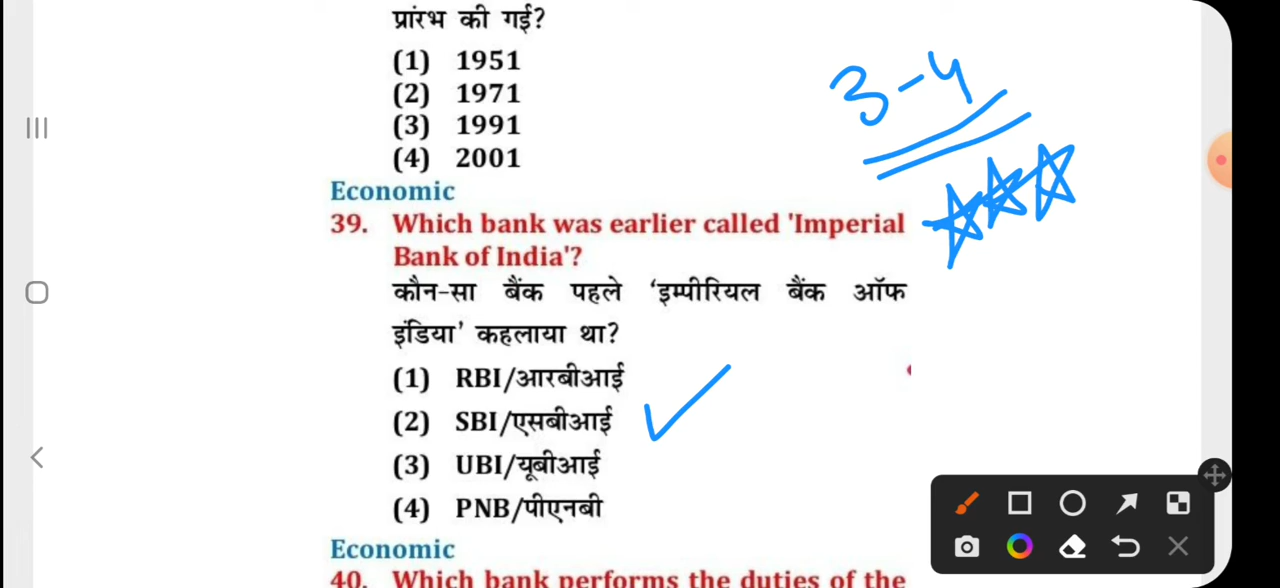 प्रारंभ की गई?
(1) 1951
(2) 1971
(3) 1991
(4) 2001
3-4
Economic
39. Which bank was earlier called 'Imperial
Bank of India'?
कौन-सा बैंक पहले ‘इम्पीरियल बैंक ऑफ
इंडिया’ कहलाया था?
(1) RBI/आरबीआई
(2) SBI/एसबीआई
(3) UBI/यूबीआई
(4) PNB/पीएनबी
Economic
40. Which bank performs the duties of the